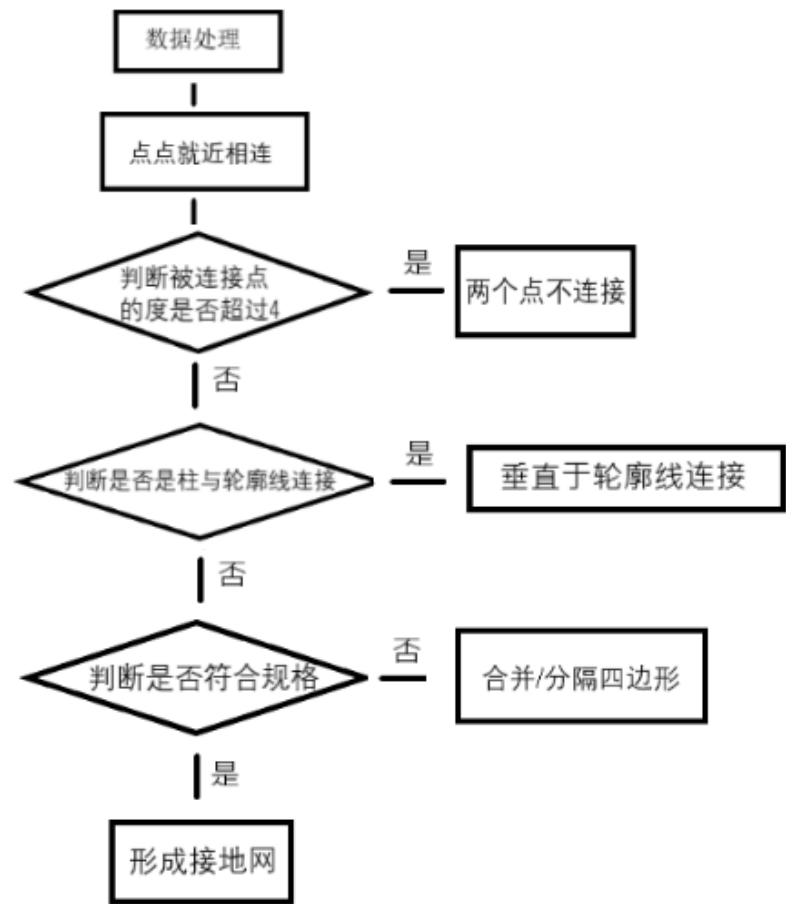 数据处理
点点就近相连
判断被连接点
的度是否超过4
是
两个点不连接
否
判断是否是柱与轮廓线连接
是
垂直于轮廓线连接
否
判断是否符合规格
否
合并/分隔四边形
是
形成接地网